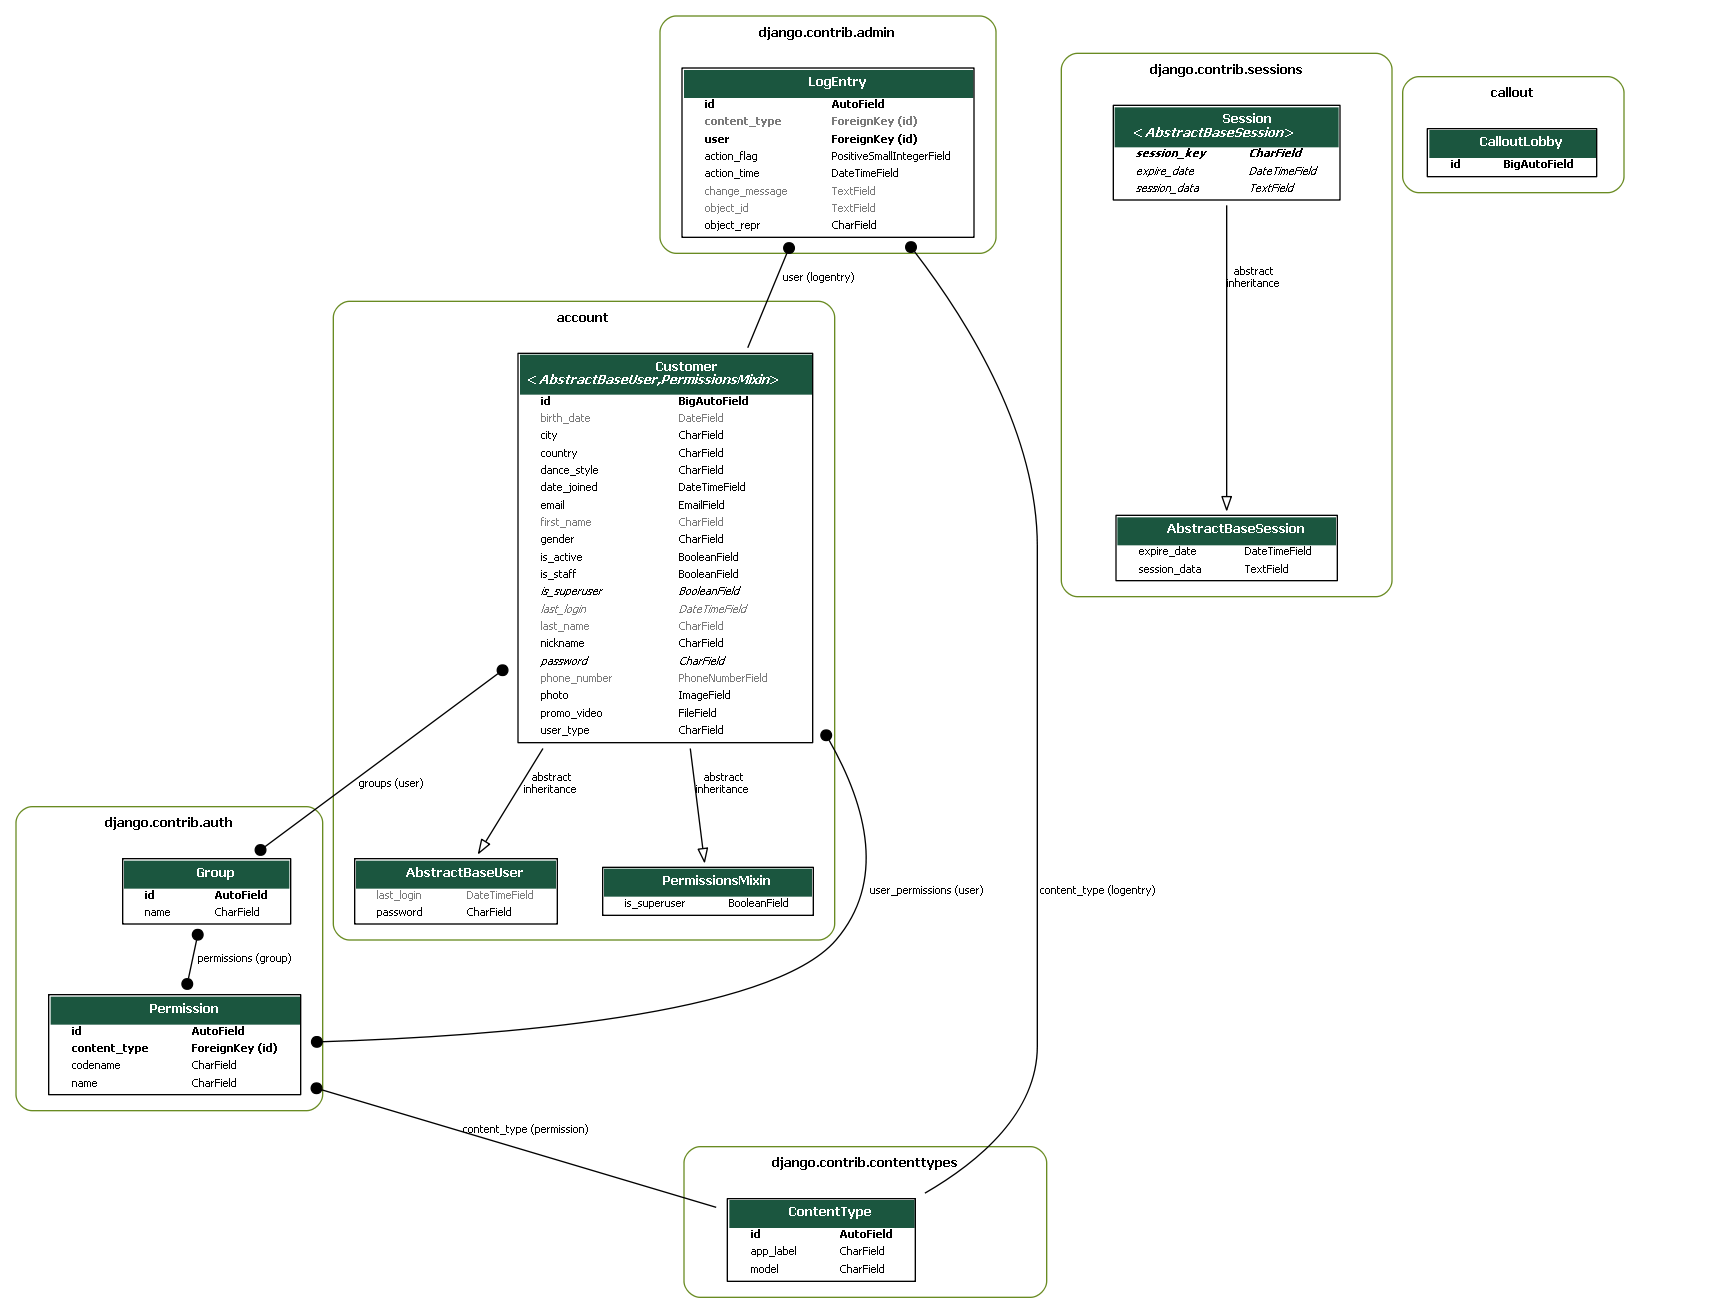 django.contrib.admin
LogEntry
id AutoField
content_type ForeignKey (id)
user ForeignKey (id)
action_flag PositiveSmallIntegerField
action_time DateTimeField
change_message TextField
object_id TextField
object_repr CharField
django.contrib.sessions
Session
<AbstractBaseSession>
session_key CharField
expire_date DateTimeField
session_data TextField
abstract
inheritance
AbstractBaseSession
expire_date DateTimeField
session_data TextField
callout
CalloutLobby
id BigAutoField
user (logentry)
account
Customer
<AbstractBaseUser,PermissionsMixin>
id BigAutoField
birth_date DateField
city CharField
country CharField
dance_style CharField
date_joined DateTimeField
email EmailField
first_name CharField
gender CharField
is_active BooleanField
is_staff BooleanField
is_superuser BooleanField
last_login DateTimeField
last_name CharField
nickname CharField
password CharField
phone_number PhoneNumberField
photo ImageField
promo_video FileField
user_type CharField
abstract
inheritance
abstract
inheritance
AbstractBaseUser
last_login DateTimeField
password CharField
PermissionsMixin
is_superuser BooleanField
groups (user)
user_permissions (user)
content_type (logentry)
django.contrib.auth
Group
id AutoField
name CharField
permissions (group)
Permission
id AutoField
content_type ForeignKey (id)
codename CharField
name CharField
content_type (permission)
django.contrib.contenttypes
ContentType
id AutoField
app_label CharField
model CharField